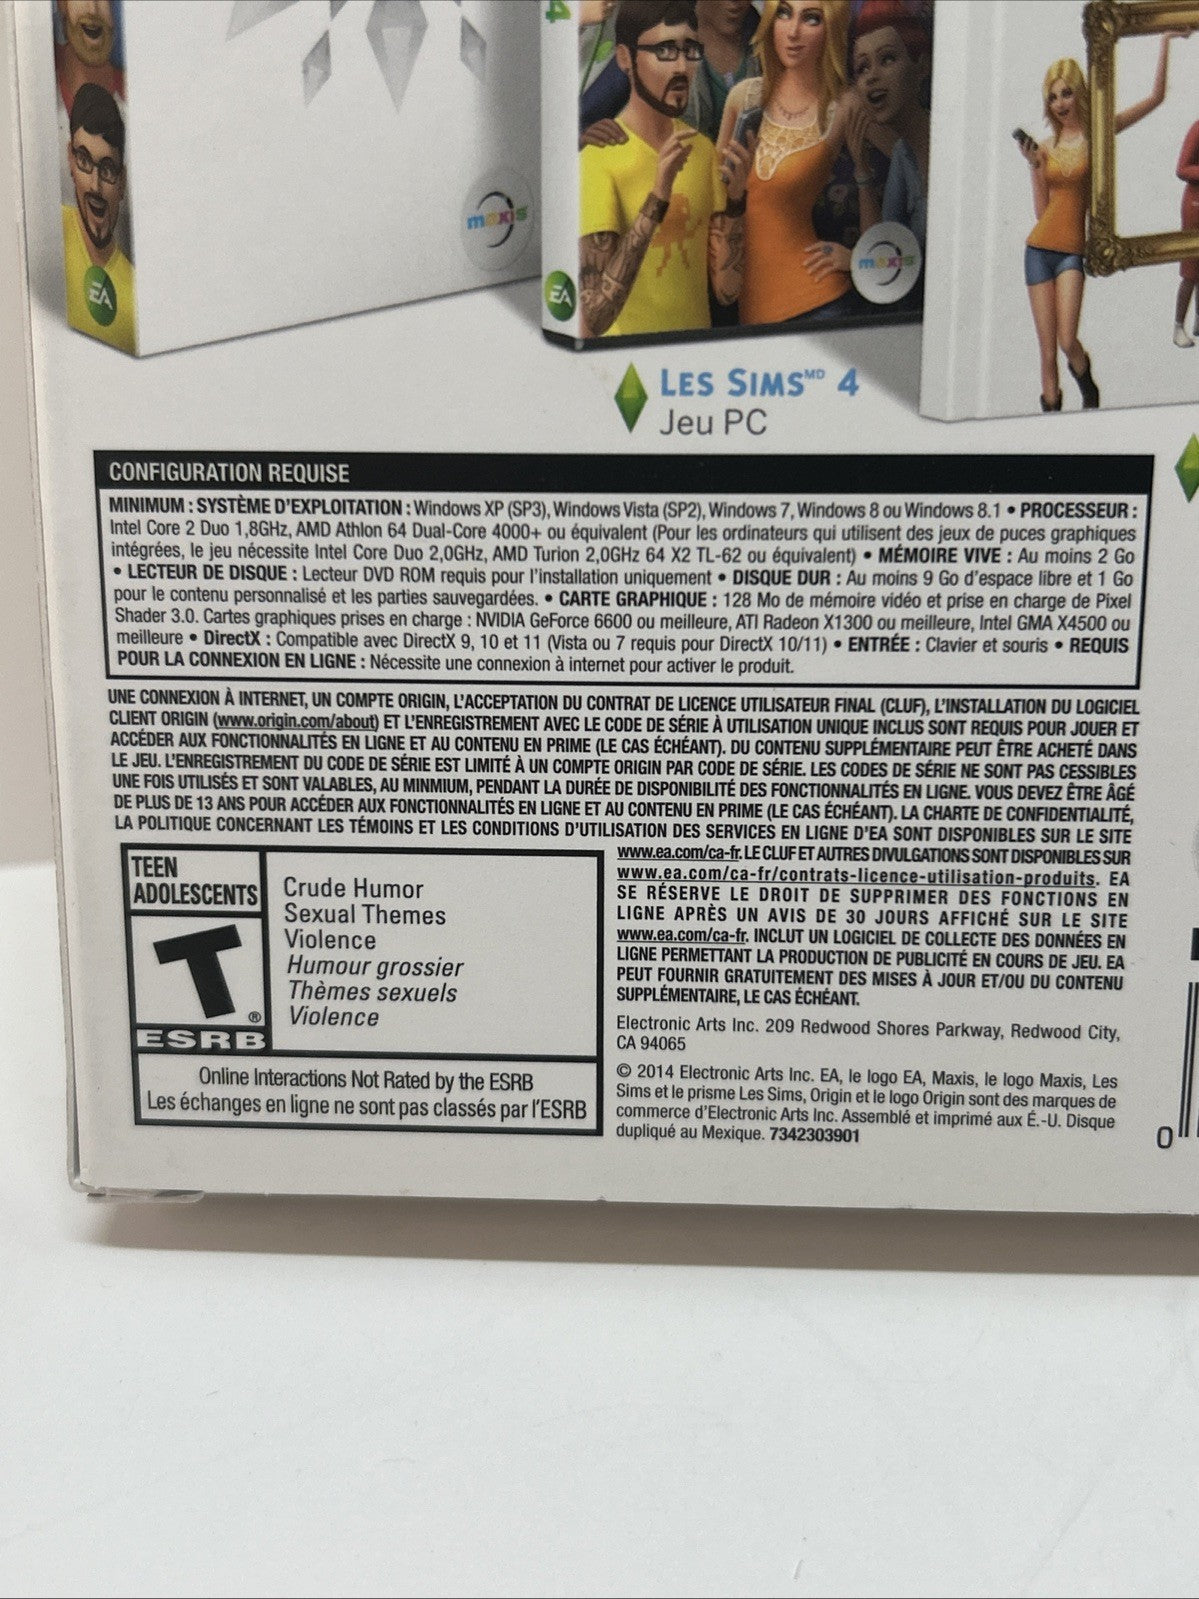 4
maxis
maxis
EA
EA
LES SIMS MD 4
Jeu PC
CONFIGURATION REQUISE
MINIMUM : SYSTÈME D'EXPLOITATION : Windows XP (SP3), Windows Vista (SP2), Windows 7, Windows 8 ou Windows 8.1 • PROCESSEUR :
Intel Core 2 Duo 1,8GHz, AMD Athlon 64 Dual-Core 4000+ ou équivalent (Pour les ordinateurs qui utilisent des jeux de puces graphiques
intégrées, le jeu nécessite Intel Core Duo 2,0GHz, AMD Turion 2,0GHz 64 X2 TL-62 ou équivalent) • MÉMOIRE VIVE : Au moins 2 Go
• LECTEUR DE DISQUE : Lecteur DVD ROM requis pour l'installation uniquement • DISQUE DUR : Au moins 9 Go d'espace libre et 1 Go
pour le contenu personnalisé et les parties sauvegardées. • CARTE GRAPHIQUE : 128 Mo de mémoire vidéo et prise en charge de Pixel
Shader 3.0. Cartes graphiques prises en charge : NVIDIA GeForce 6600 ou meilleure, ATI Radeon X1300 ou meilleure, Intel GMA X4500 ou
meilleure • DirectX : Compatible avec DirectX 9, 10 et 11 (Vista ou 7 requis pour DirectX 10/11) • ENTRÉE : Clavier et souris • REQUIS
POUR LA CONNEXION EN LIGNE : Nécessite une connexion à internet pour activer le produit.
UNE CONNEXION À INTERNET, UN COMPTE ORIGIN, L'ACCEPTATION DU CONTRAT DE LICENCE UTILISATEUR FINAL (CLUF), L'INSTALLATION DU LOGICIEL
CLIENT ORIGIN (www.origin.com/about) ET L'ENREGISTREMENT AVEC LE CODE DE SÉRIE À UTILISATION UNIQUE INCLUS SONT REQUIS POUR JOUER ET
ACCÉDER AUX FONCTIONNALITÉS EN LIGNE ET AU CONTENU EN PRIME (LE CAS ÉCHÉANT). DU CONTENU SUPPLÉMENTAIRE PEUT ÊTRE ACHETÉ DANS
LE JEU. L'ENREGISTREMENT DU CODE DE SÉRIE EST LIMITÉ À UN COMPTE ORIGIN PAR CODE DE SÉRIE. LES CODES DE SÉRIE NE SONT PAS CESSIBLES
UNE FOIS UTILISÉS ET SONT VALABLES, AU MINMIUM, PENDANT LA DURÉE DE DISPONIBILITÉ DES FONCTIONNALITÉS EN LIGNE. VOUS DEVEZ ÊTRE ÂGÉ
DE PLUS DE 13 ANS POUR ACCÉDER AUX FONCTIONNALITÉS EN LIGNE ET AU CONTENU EN PRIME (LE CAS ÉCHÉANT). LA CHARTE DE CONFIDENTIALITÉ,
LA POLITIQUE CONCERNANT LES TÉMOINS ET LES CONDITIONS D'UTILISATION DES SERVICES EN LIGNE D'EA SONT DISPONIBLES SUR LE SITE
www.ea.com/ca-fr. LE CLUF ET AUTRES DIVULGATIONS SONT DISPONIBLES SUR
www.ea.com/ca-fr/contrats-licence-utilisation-produits. EA
SE RÉSERVE LE DROIT DE SUPPRIMER DES FONCTIONS EN
LIGNE APRÈS UN AVIS DE 30 JOURS AFFICHÉ SUR LE SITE
www.ea.com/ca-fr. INCLUT UN LOGICIEL DE COLLECTE DES DONNÉES EN
LIGNE PERMETTANT LA PRODUCTION DE PUBLICITÉ EN COURS DE JEU. EA
PEUT FOURNIR GRATUITEMENT DES MISES À JOUR ET/OU DU CONTENU
SUPPLÉMENTAIRE, LE CAS ÉCHÉANT.
Electronic Arts Inc. 209 Redwood Shores Parkway, Redwood City,
CA 94065
© 2014 Electronic Arts Inc. EA, le logo EA, Maxis, le logo Maxis, Les
Sims et le prisme Les Sims, Origin et le logo Origin sont des marques de
commerce d'Electronic Arts Inc. Assemblé et imprimé aux É.-U. Disque
dupliqué au Mexique. 7342303901
TEEN
ADOLESCENTS
T ®
ESRB
Crude Humor
Sexual Themes
Violence
Humour grossier
Thèmes sexuels
Violence
Online Interactions Not Rated by the ESRB
Les échanges en ligne ne sont pas classés par l'ESRB
0